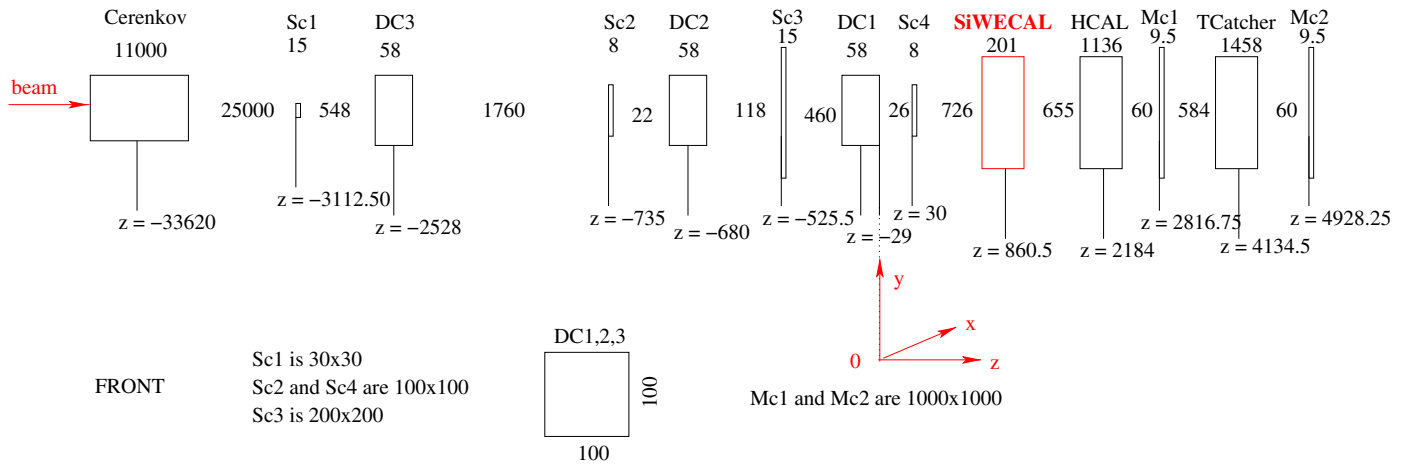 Cerenkov
Sc1
DC3
Sc2
DC2
Sc3
DC1
Sc4
SiWECAL
HCAL
Mc1
TCatcher
Mc2
11000
15
58
8
58
15
58
8
201
1136
9.5
1458
9.5
beam
25000
548
1760
22
118
460
26
726
655
60
584
60
z = −33620
z = −3112.50
z = −2528
z = −735
z = −680
z = −525.5
z = −29
z = 30
z = 860.5
z = 2184
z = 2816.75
z = 4134.5
z = 4928.25
y
x
0
z
DC1,2,3
100
100
FRONT
Sc1 is 30x30
Sc2 and Sc4 are 100x100
Sc3 is 200x200
Mc1 and Mc2 are 1000x1000